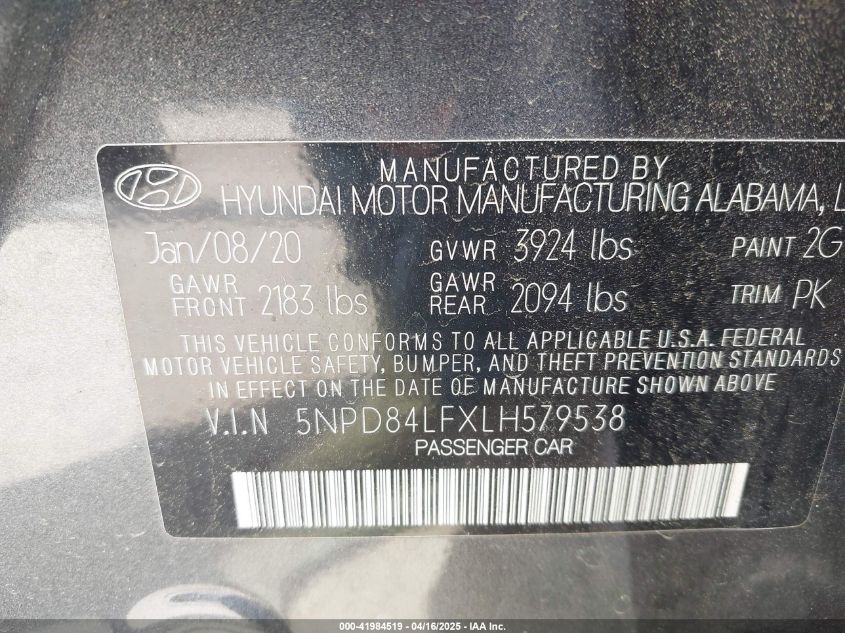 MANUFACTURED BY
HYUNDAI MOTOR MANUFACTURING ALABAMA, L
Jan/08/20 GVWR 3924 lbs PAINT 2G
GAWR FRONT 2183 lbs GAWR REAR 2094 lbs TRIM PK
THIS VEHICLE CONFORMS TO ALL APPLICABLE U.S.A. FEDERAL
MOTOR VEHICLE SAFETY, BUMPER, AND THEFT PREVENTION STANDARDS
IN EFFECT ON THE DATE OF MANUFACTURE SHOWN ABOVE
V.I.N 5NPD84LFXLH579538
PASSENGER CAR
000-41984519 - 04/16/2025 - IAA Inc.